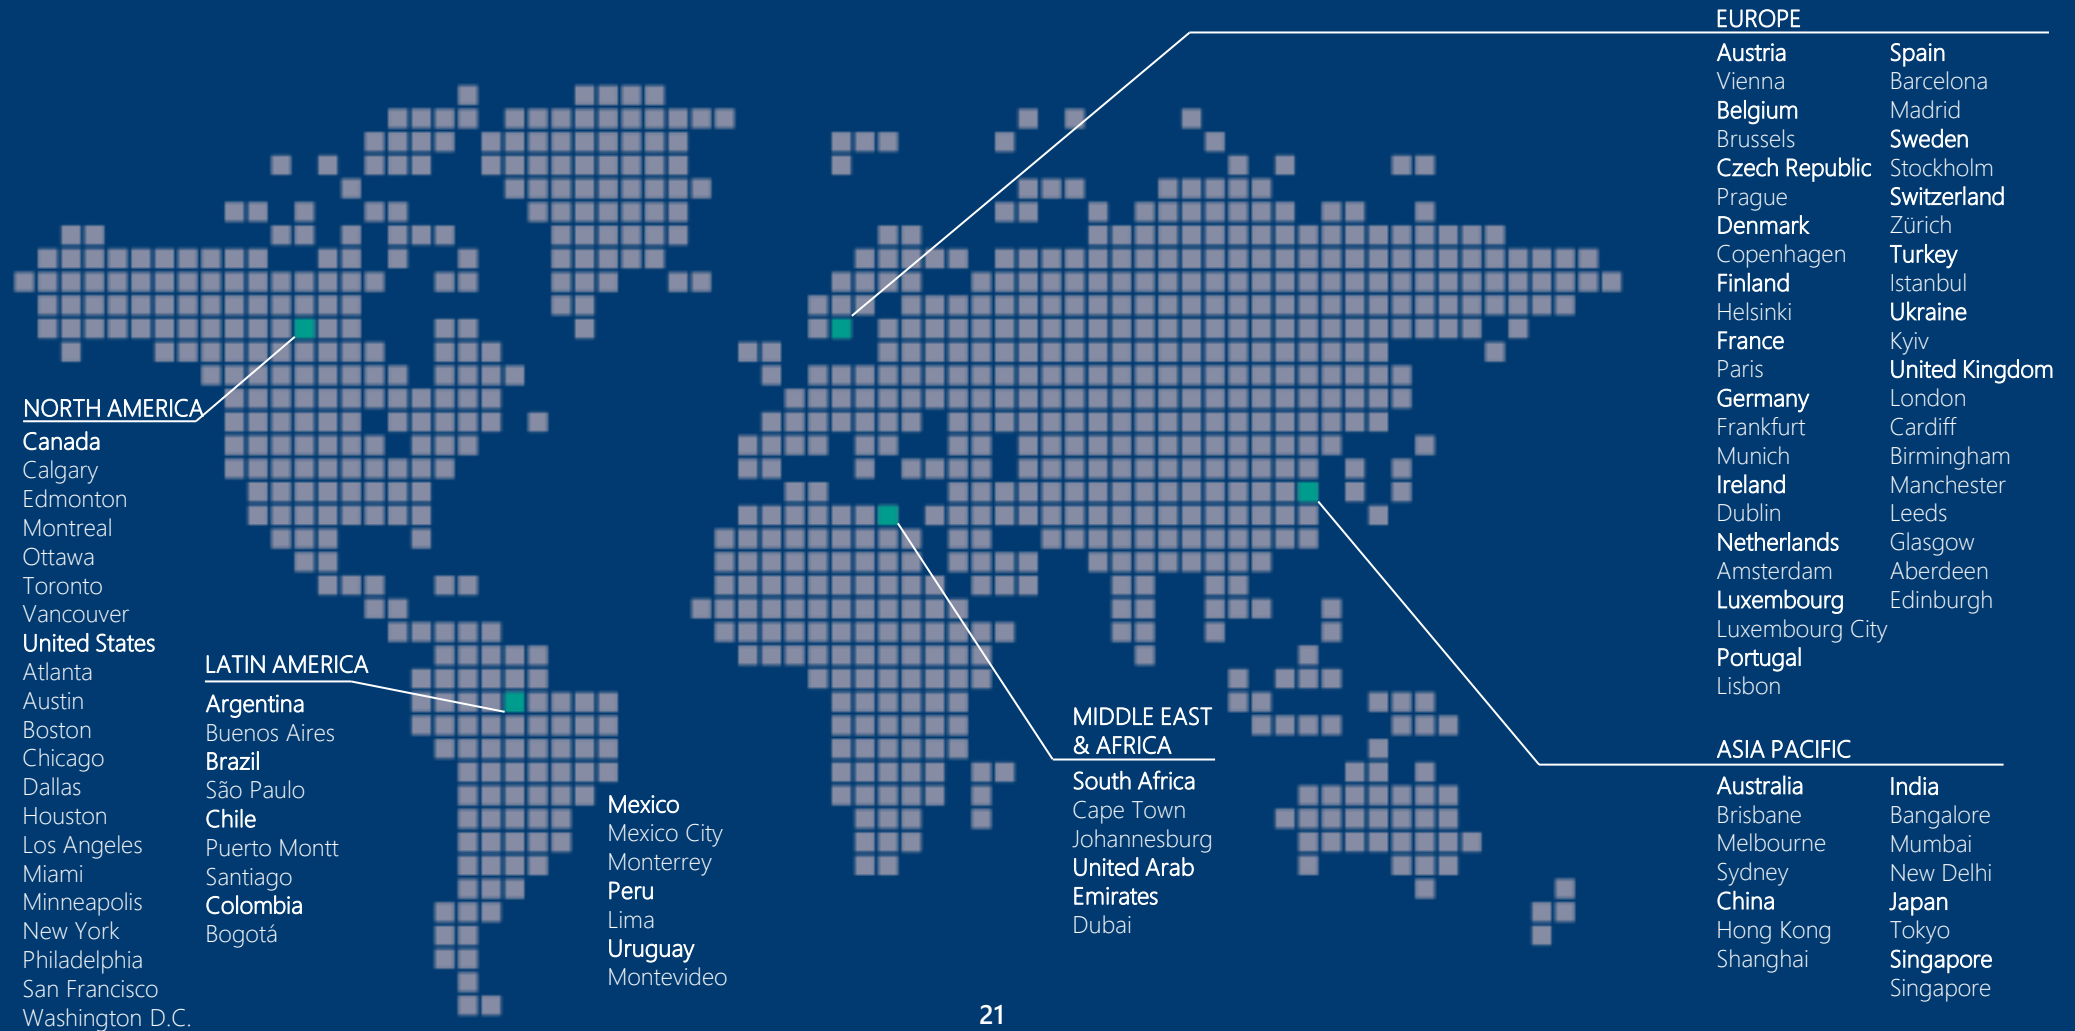 EUROPE
Austria
Vienna
Belgium
Brussels
Czech Republic
Prague
Denmark
Copenhagen
Finland
Helsinki
France
Paris
Germany
Frankfurt
Munich
Ireland
Dublin
Netherlands
Amsterdam
Luxembourg
Luxembourg City
Portugal
Lisbon
Spain
Barcelona
Madrid
Sweden
Stockholm
Switzerland
Zürich
Turkey
Istanbul
Ukraine
Kyiv
United Kingdom
London
Cardiff
Birmingham
Manchester
Leeds
Glasgow
Aberdeen
Edinburgh
NORTH AMERICA
Canada
Calgary
Edmonton
Montreal
Ottawa
Toronto
Vancouver
United States
Atlanta
Austin
Boston
Chicago
Dallas
Houston
Los Angeles
Miami
Minneapolis
New York
Philadelphia
San Francisco
Washington D.C.
LATIN AMERICA
Argentina
Buenos Aires
Brazil
São Paulo
Chile
Puerto Montt
Santiago
Colombia
Bogotá
Mexico
Mexico City
Monterrey
Peru
Lima
Uruguay
Montevideo
MIDDLE EAST
& AFRICA
South Africa
Cape Town
Johannesburg
United Arab
Emirates
Dubai
ASIA PACIFIC
Australia
Brisbane
Melbourne
Sydney
China
Hong Kong
Shanghai
India
Bangalore
Mumbai
New Delhi
Japan
Tokyo
Singapore
Singapore
21